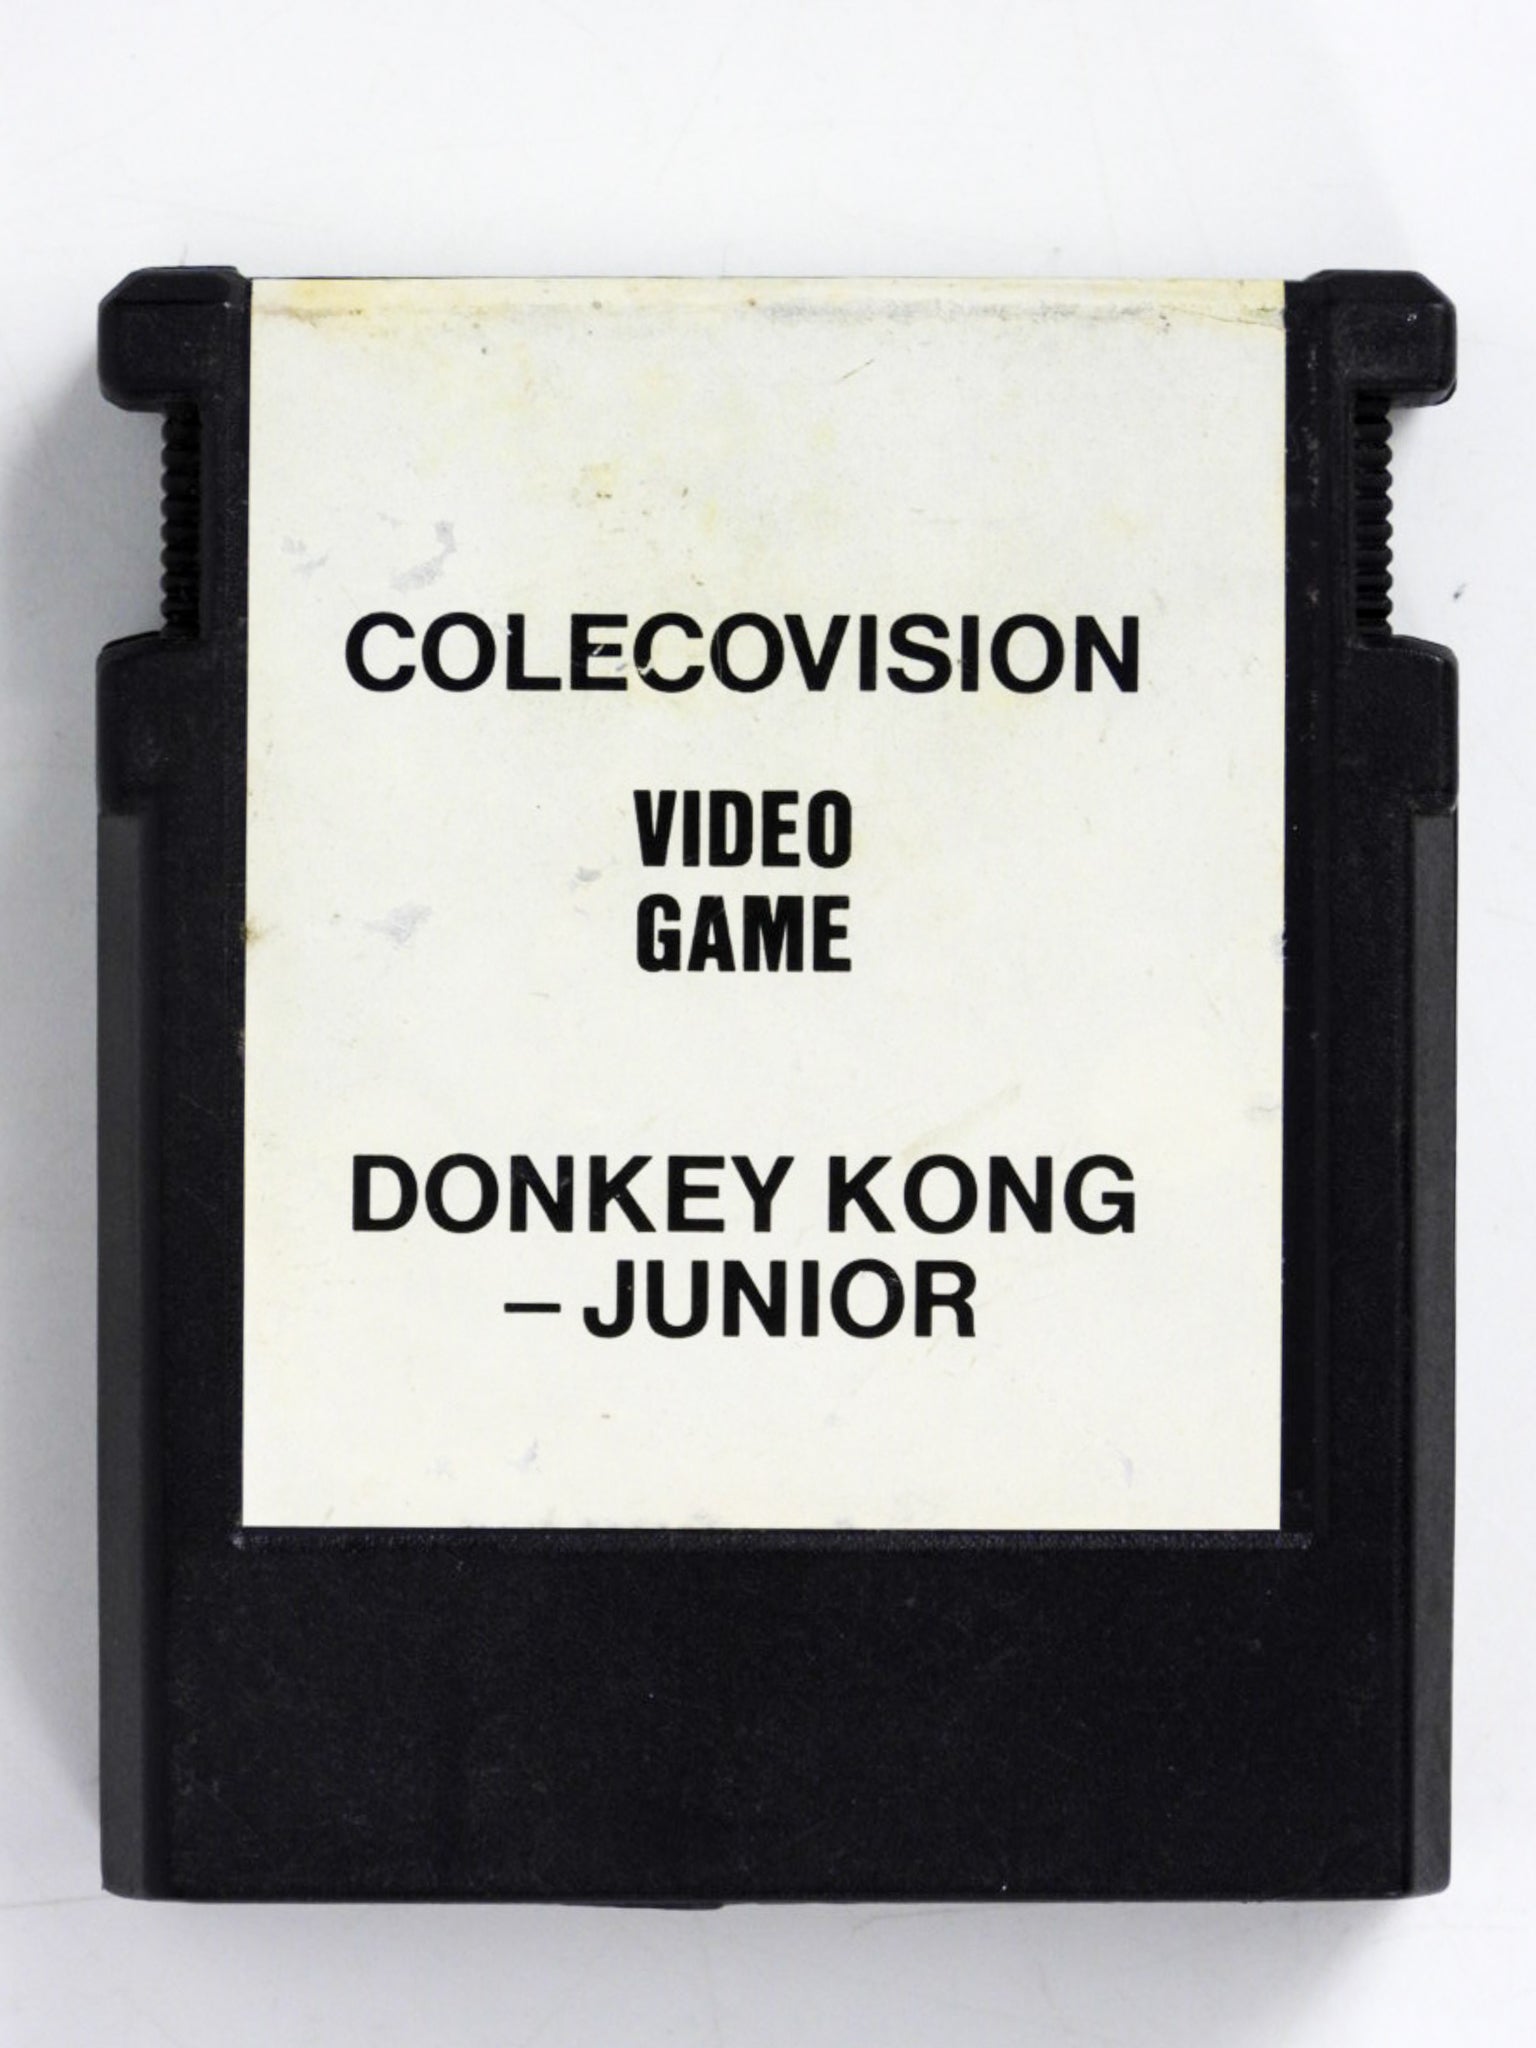 COLECOVISION
VIDEO
GAME
DONKEY KONG
– JUNIOR